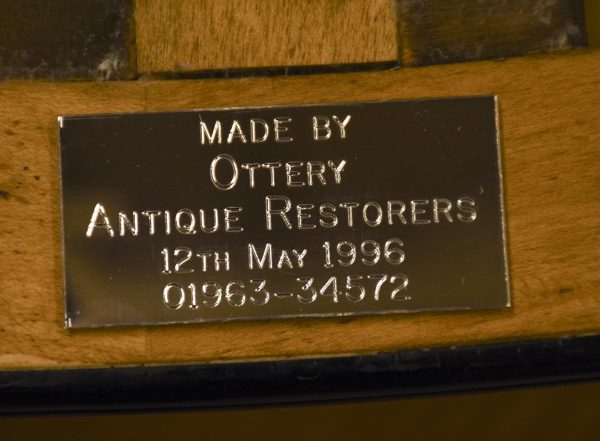 MADE BY
OTTERY
ANTIQUE RESTORERS
12TH MAY 1996
01963-34572